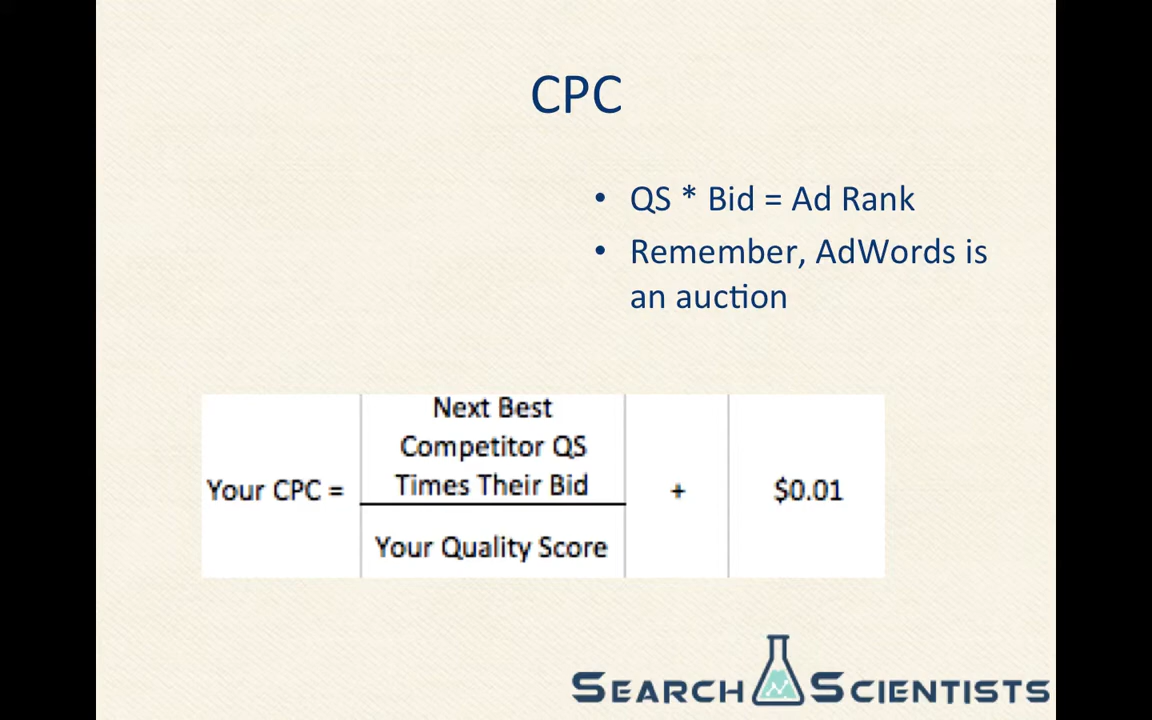 CPC
• QS * Bid = Ad Rank
• Remember, AdWords is
an auction
Next Best
Competitor QS
Times Their Bid
Your CPC =
+
$0.01
Your Quality Score
SEARCH SCIENTISTS